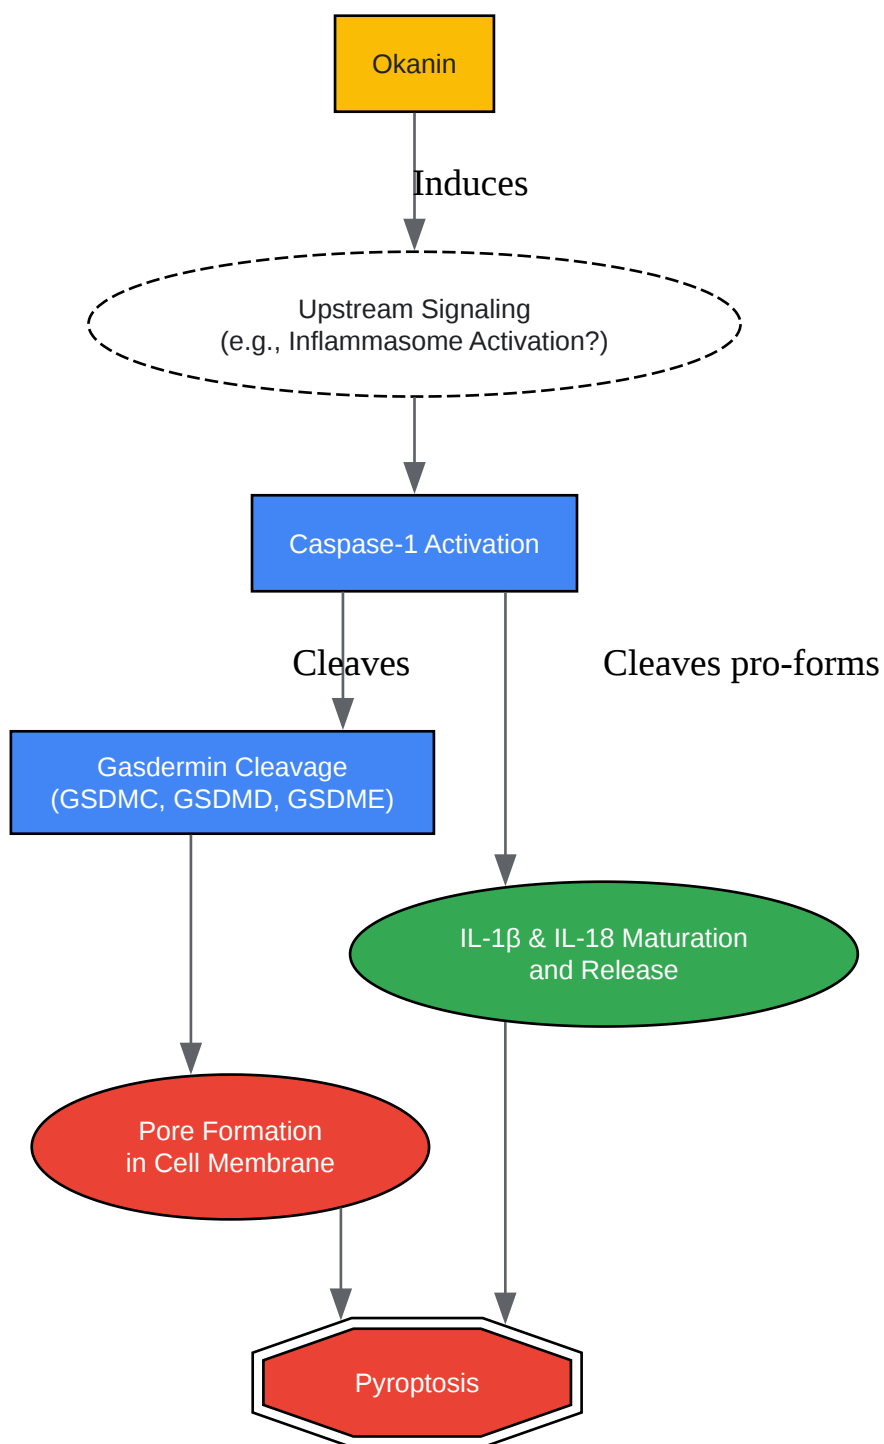 Okanin
Induces
Upstream Signaling
(e.g., Inflammasome Activation?)
Caspase-1 Activation
Cleaves
Cleaves pro-forms
Gasdermin Cleavage
(GSDMC, GSDMD, GSDME)
IL-1β & IL-18 Maturation
and Release
Pore Formation
in Cell Membrane
Pyroptosis